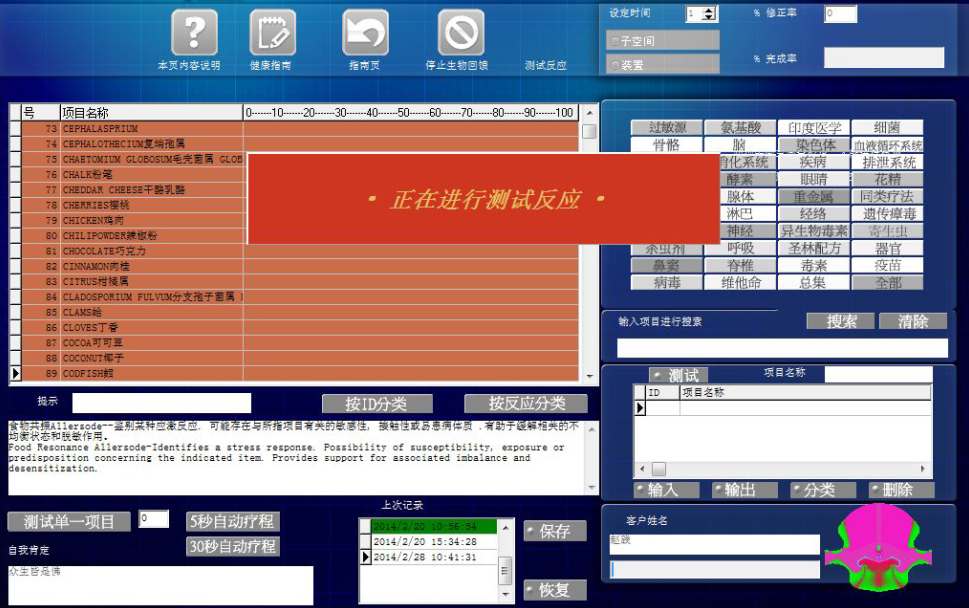 本页内容说明 健康指南 指南页 停止生物回馈 测试反应
设定时间 1 % 修正率 0
子空间
装置 % 完成率
号 项目名称 0-----10-----20-----30-----40-----50-----60-----70-----80-----90-----100
73 CEPHALASPRIUM
74 CEPHALOTHECIUM复端孢属
75 CHAETOMIUM GLOBOSUM毛壳菌属 GLOB
76 CHALK粉笔
77 CHEDDAR CHEESE干酪乳酪
78 CHERRIES樱桃
79 CHICKEN鸡肉
80 CHILIPOWDER辣椒粉
81 CHOCOLATE巧克力
82 CINNAMON肉桂
83 CITRUS柑橘属
84 CLADOSPORIUM FULVUM分支孢子菌属
85 CLAMS蛤
86 CLOVES丁香
87 COCOA可可豆
88 COCONUT椰子
89 CODFISH鳕
· 正在进行测试反应 ·
过敏源 氨基酸 印度医学 细菌
骨骼 脑 染色体 血液循环系统
消化系统 疾病 排泄系统
酵素 眼睛 花精
腺体 重金属 同类疗法
淋巴 经络 遗传瘴毒
神经 异生物毒素 寄生虫
杀虫剂 呼吸 圣林配方 器官
鼻窦 脊椎 毒素 疫苗
病毒 维他命 总集 全部
输入项目进行搜索 搜索 清除
测试 项目名称
ID 项目名称
输入 输出 分类 删除
提示 按ID分类 按反应分类
食物共振Allersode--鉴别某种应激反应. 可能存在与所指项目有关的敏感性, 接触性或易患病体质 .有助于缓解相关的不
均衡状态和脱敏作用.
Food Resonance Allersode-Identifies a stress response. Possibility of susceptibility, exposure or
predisposition concerning the indicated item. Provides support for associated imbalance and
desensitization.
测试单一项目 0 5秒自动疗程
30秒自动疗程
自我肯定
众生皆是佛
上次记录
2014/2/20 10:56:54
2014/2/20 15:34:28
2014/2/28 10:41:31
保存
恢复
客户姓名